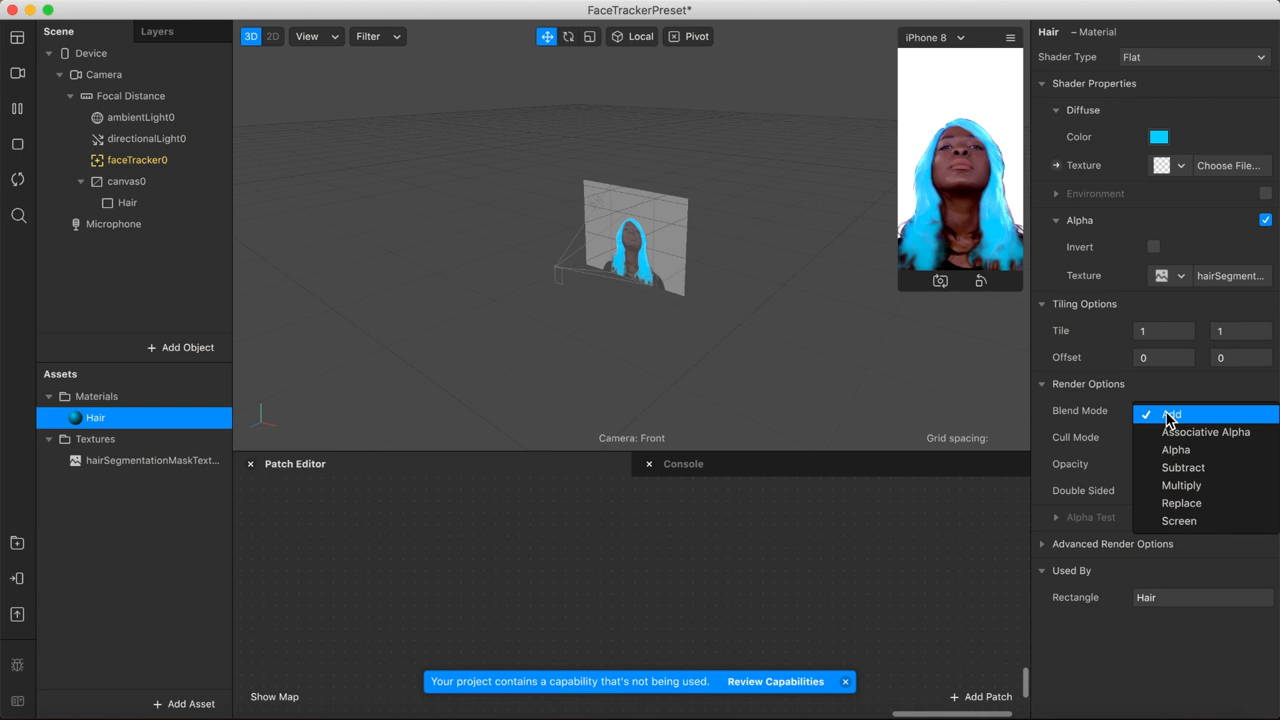 FaceTrackerPreset*
Scene
Layers
Device
Camera
Focal Distance
ambientLight0
directionalLight0
faceTracker0
canvas0
Hair
Microphone
Add Object
Assets
Materials
Hair
Textures
hairSegmentationMaskText...
Add Asset
3D
2D
View
Filter
Local
Pivot
iPhone 8
Camera: Front
Grid spacing:
Patch Editor
Console
Your project contains a capability that's not being used.
Review Capabilities
Show Map
Add Patch
Hair – Material
Shader Type
Flat
Shader Properties
Diffuse
Color
Texture
Choose File...
Environment
Alpha
Invert
Texture
hairSegment...
Tiling Options
Tile
1
1
Offset
0
0
Render Options
Blend Mode
Cull Mode
Opacity
Double Sided
Alpha Test
Add
Associative Alpha
Alpha
Subtract
Multiply
Replace
Screen
Advanced Render Options
Used By
Rectangle
Hair